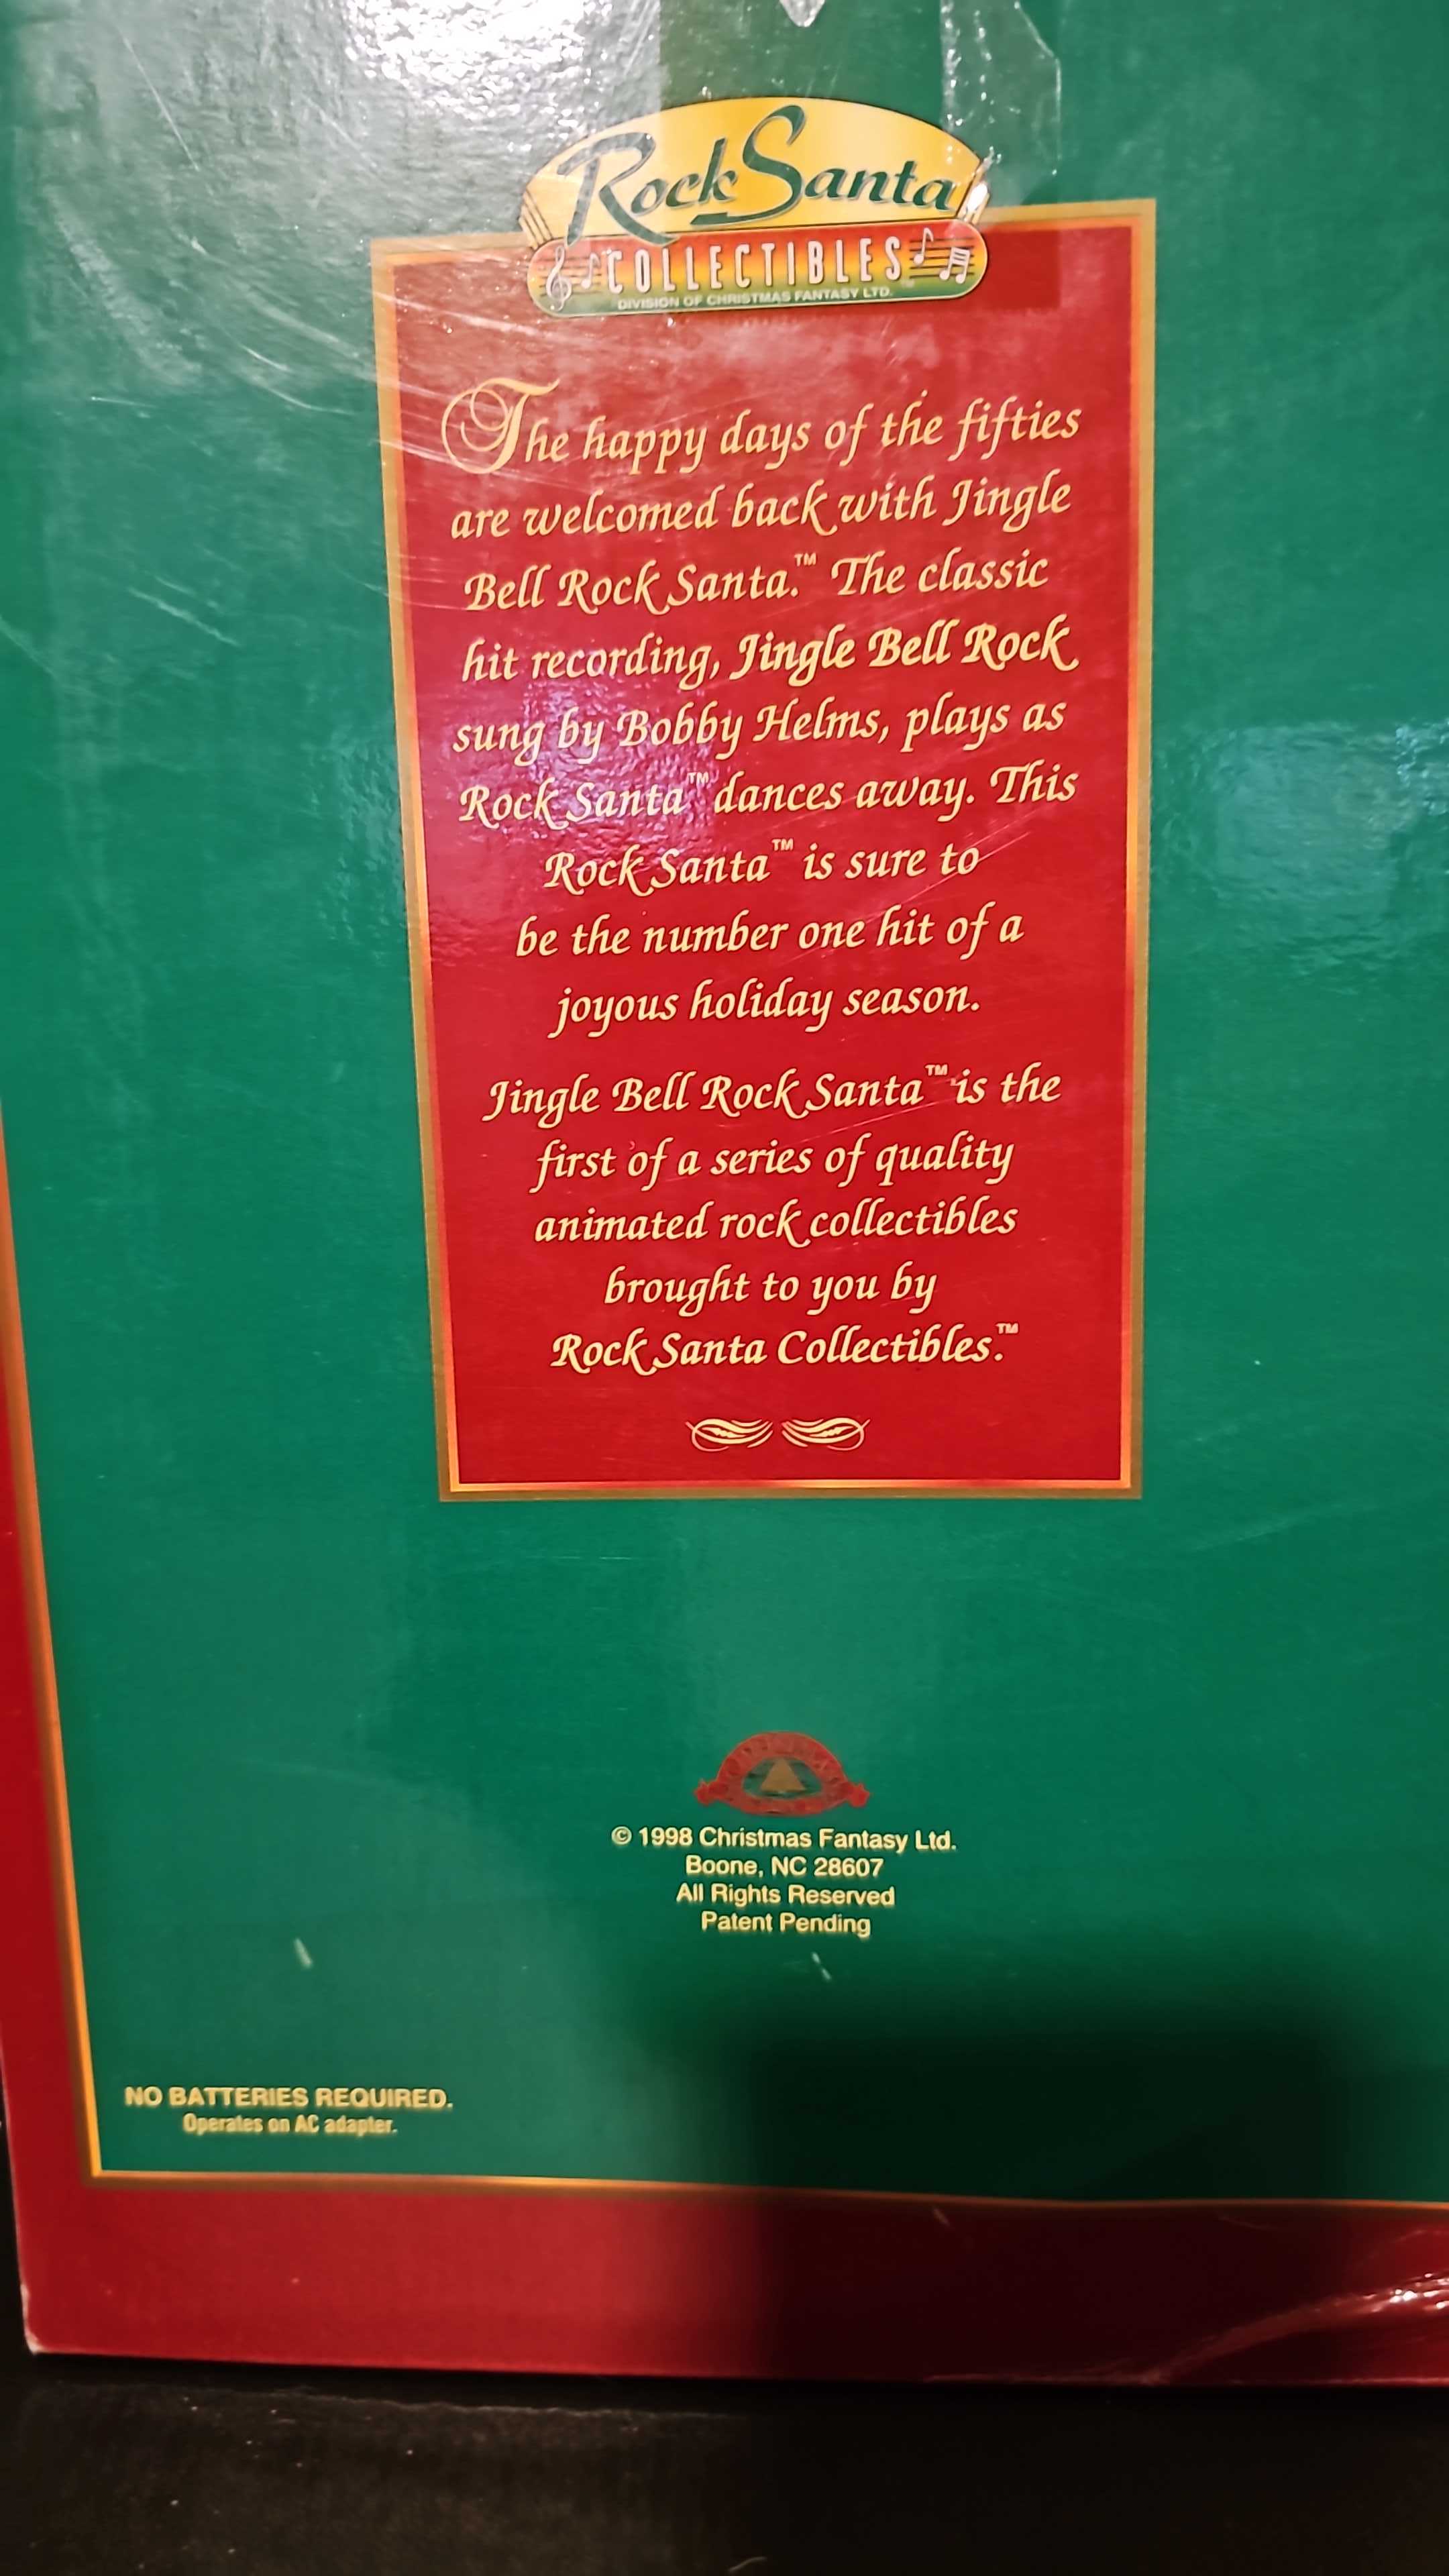 Rock Santa
COLLECTIBLES
DIVISION OF CHRISTMAS FANTASY LTD.
The happy days of the fifties
are welcomed back with Jingle
Bell Rock Santa.™ The classic
hit recording, Jingle Bell Rock
sung by Bobby Helms, plays as
Rock Santa™ dances away. This
Rock Santa™ is sure to
be the number one hit of a
joyous holiday season.
Jingle Bell Rock Santa™ is the
first of a series of quality
animated rock collectibles
brought to you by
Rock Santa Collectibles.™
© 1998 Christmas Fantasy Ltd.
Boone, NC 28607
All Rights Reserved
Patent Pending
NO BATTERIES REQUIRED.
Operates on AC adapter.